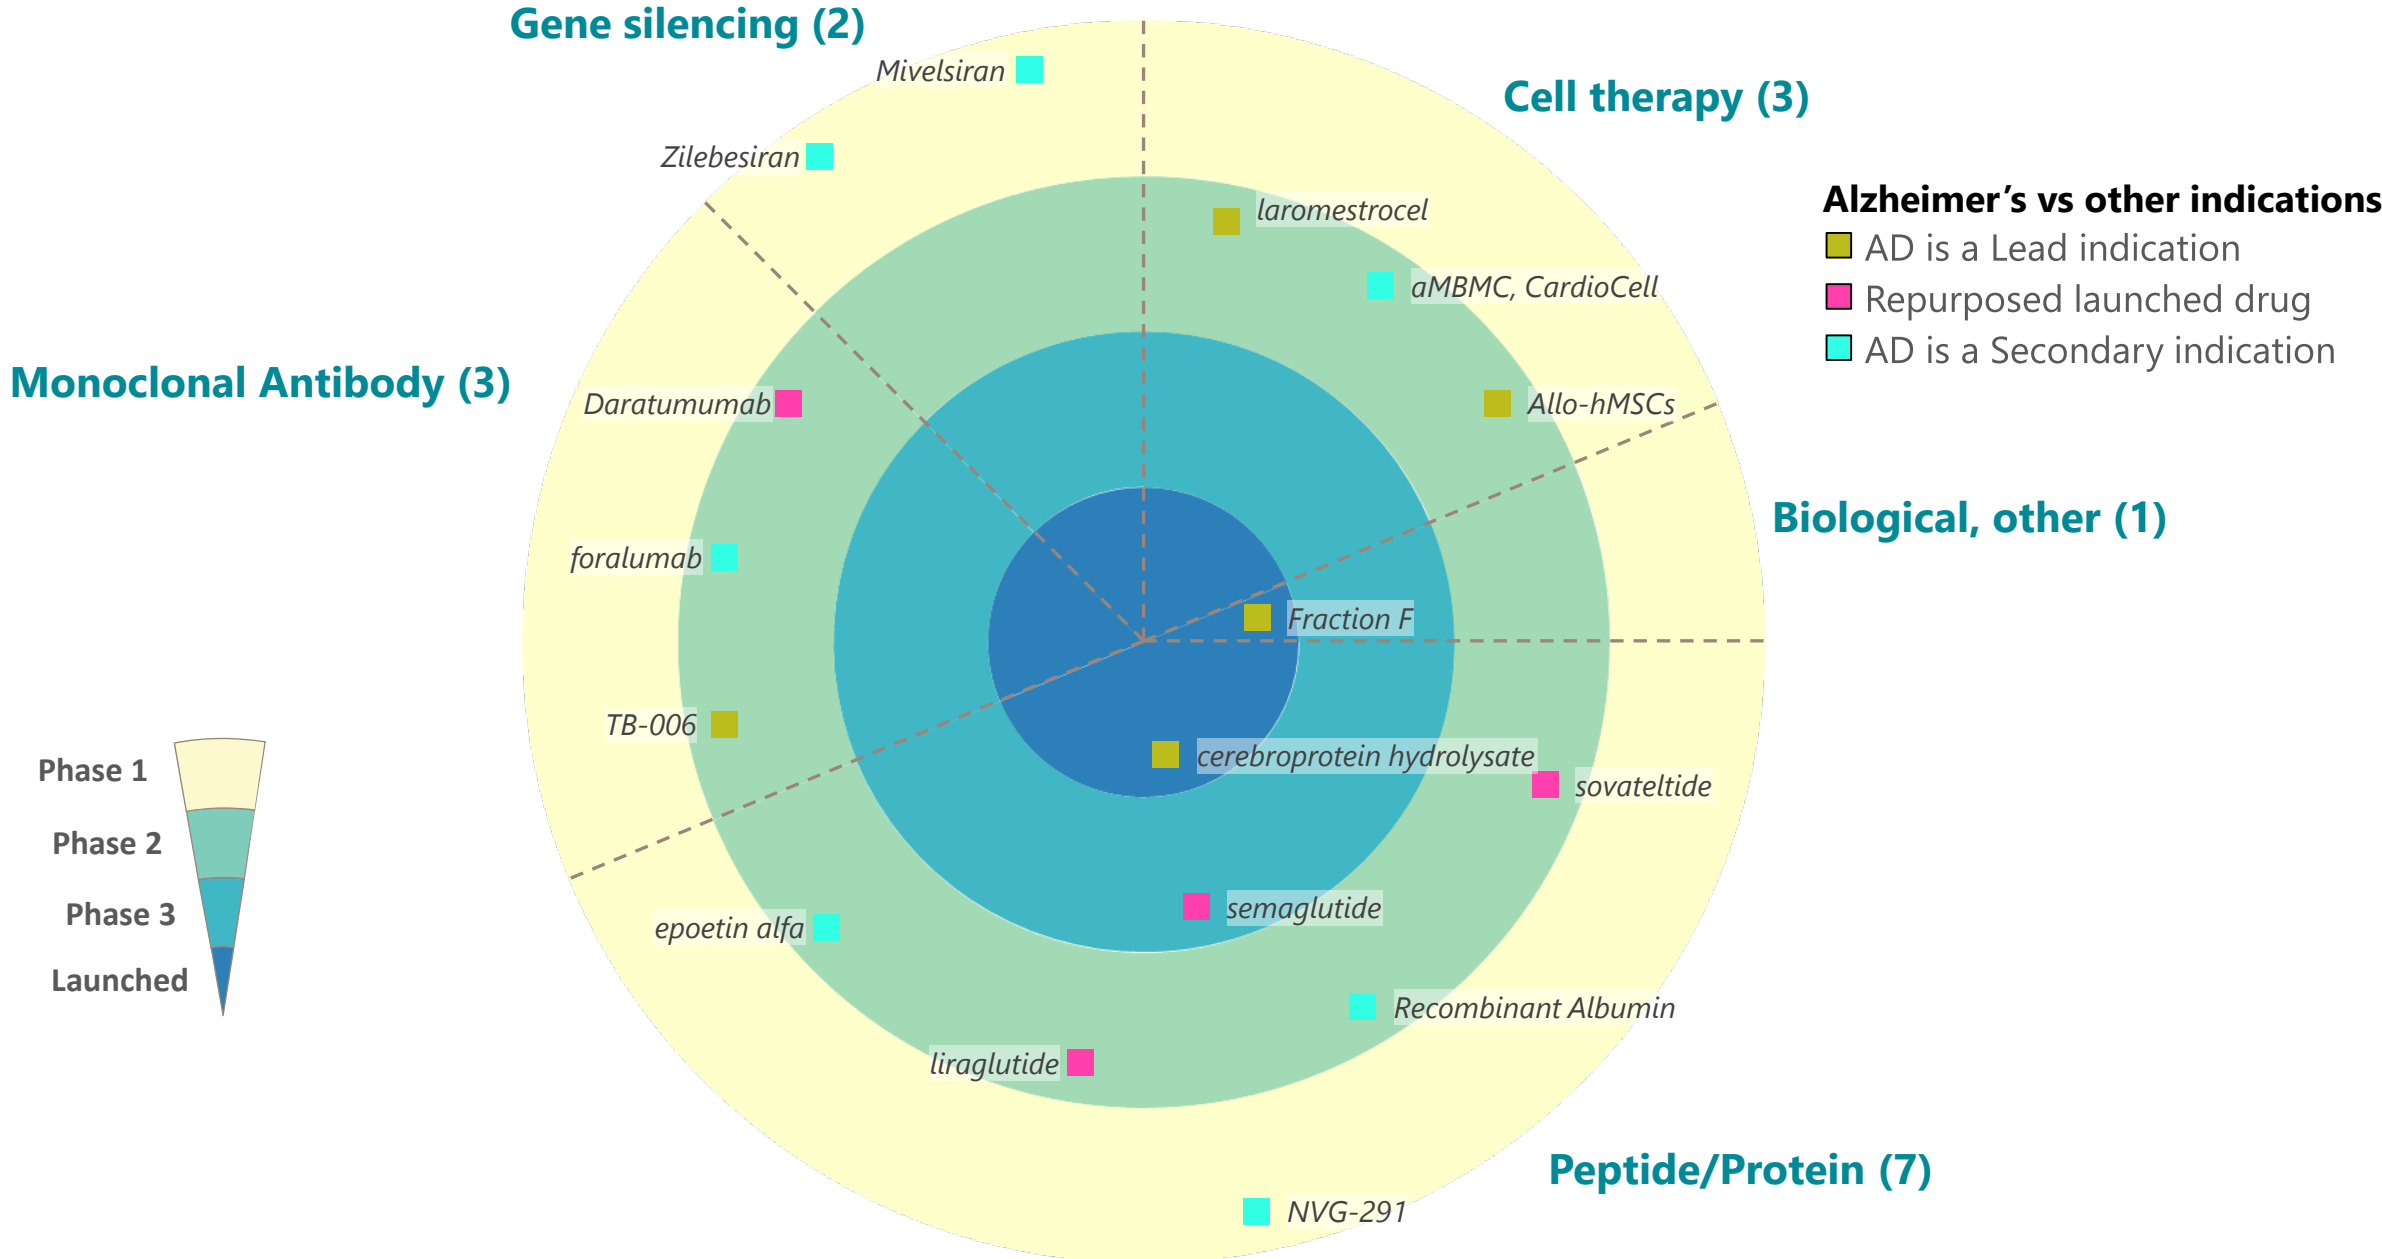 Gene silencing (2)
Mivelsiran
Cell therapy (3)
Zilebesiran
laromestrocel
Alzheimer’s vs other indications
AD is a Lead indication
Repurposed launched drug
AD is a Secondary indication
aMBMC, CardioCell
Monoclonal Antibody (3)
Daratumumab
Allo-hMSCs
Biological, other (1)
foralumab
Fraction F
TB-006
cerebroprotein hydrolysate
sovateltide
Phase 1
Phase 2
Phase 3
Launched
semaglutide
epoetin alfa
Recombinant Albumin
liraglutide
Peptide/Protein (7)
NVG-291